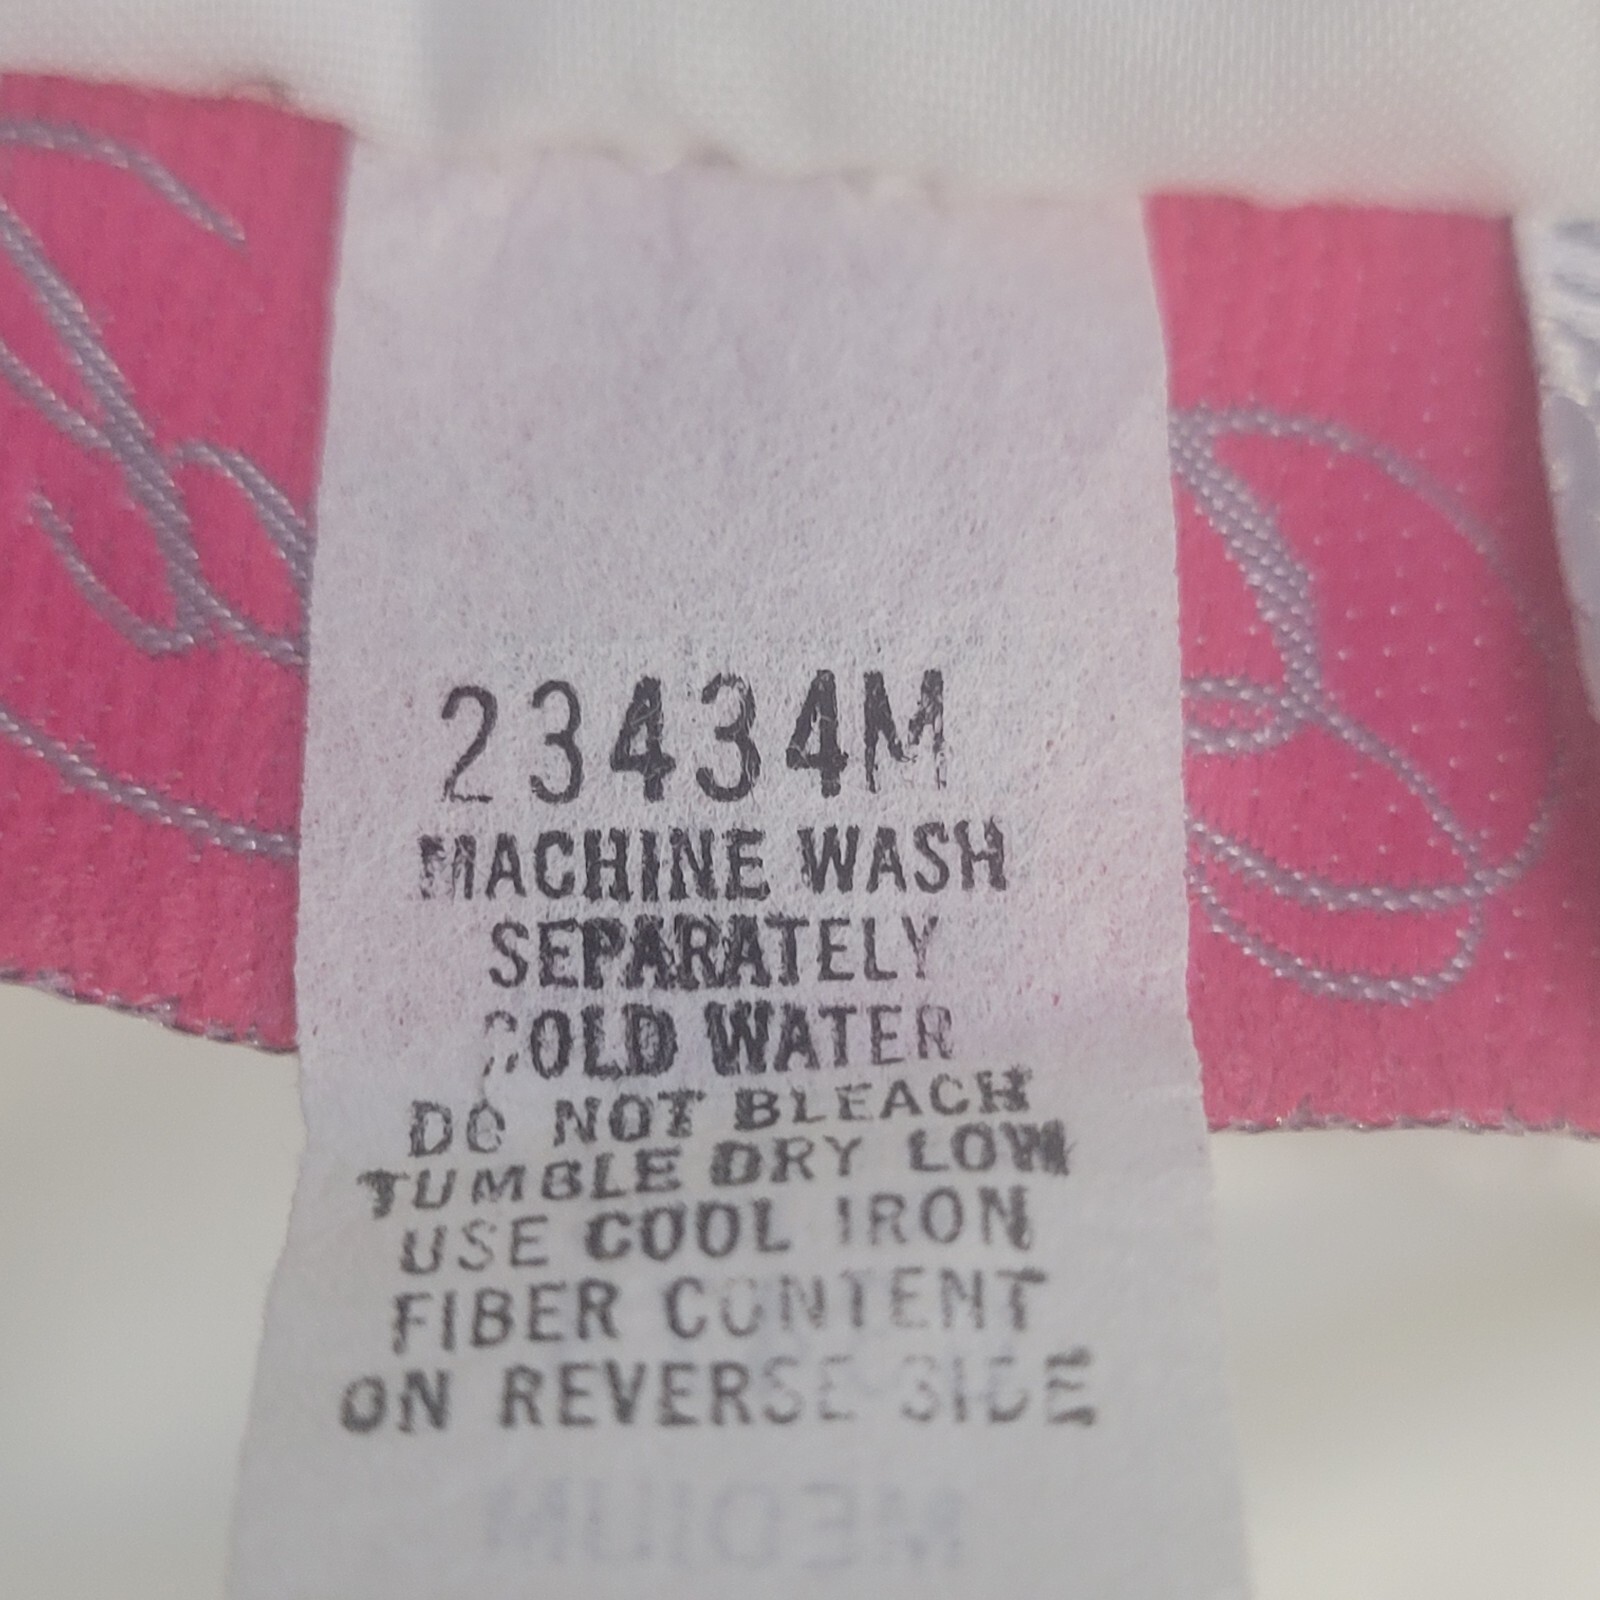 23434M
MACHINE WASH
SEPARATELY
COLD WATER
DO NOT BLEACH
TUMBLE DRY LOW
USE COOL IRON
FIBER CONTENT
ON REVERSE SIDE
MEDIUM